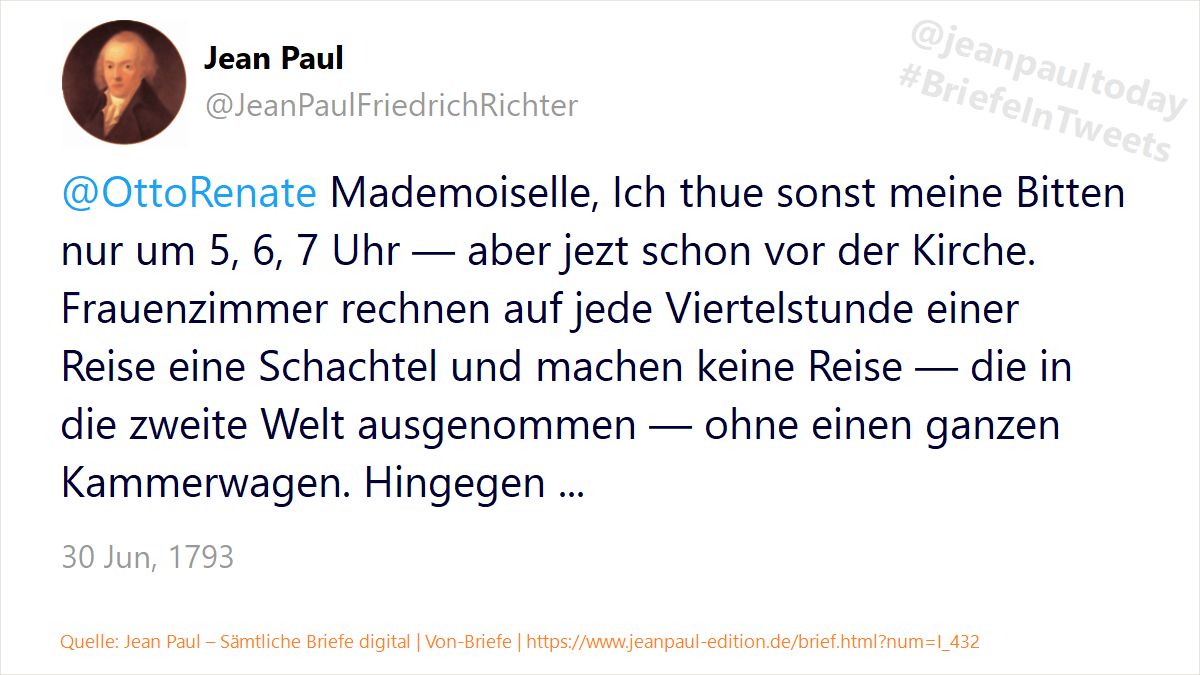 Jean Paul
@JeanPaulFriedrichRichter
@jeanpaultoday
#BriefeInTweets
@OttoRenate Mademoiselle, Ich thue sonst meine Bitten
nur um 5, 6, 7 Uhr — aber jezt schon vor der Kirche.
Frauenzimmer rechnen auf jede Viertelstunde einer
Reise eine Schachtel und machen keine Reise — die in
die zweite Welt ausgenommen — ohne einen ganzen
Kammerwagen. Hingegen ...
30 Jun, 1793
Quelle: Jean Paul – Sämtliche Briefe digital | Von-Briefe | https://www.jeanpaul-edition.de/brief.html?num=I_432